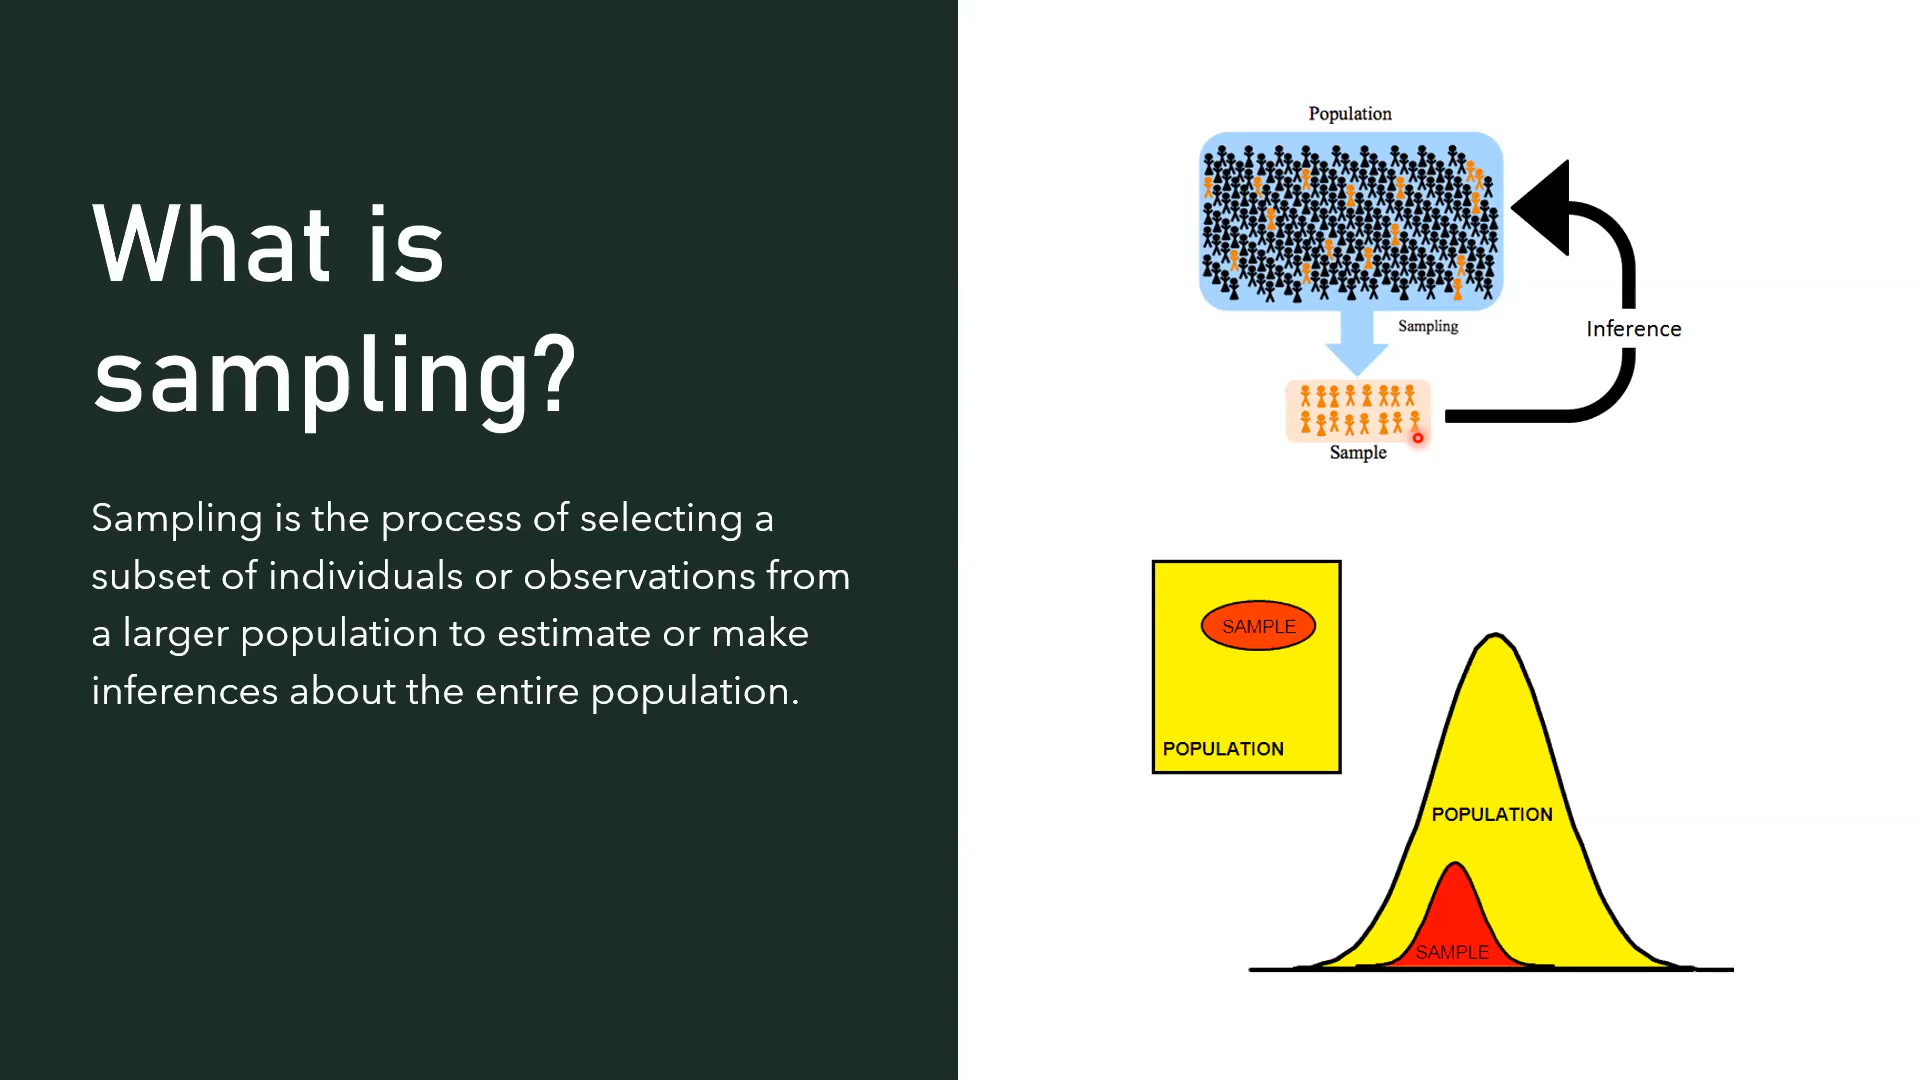 What is
sampling?
Sampling is the process of selecting a
subset of individuals or observations from
a larger population to estimate or make
inferences about the entire population.
Population
Sampling
Inference
Sample
SAMPLE
POPULATION
POPULATION
SAMPLE